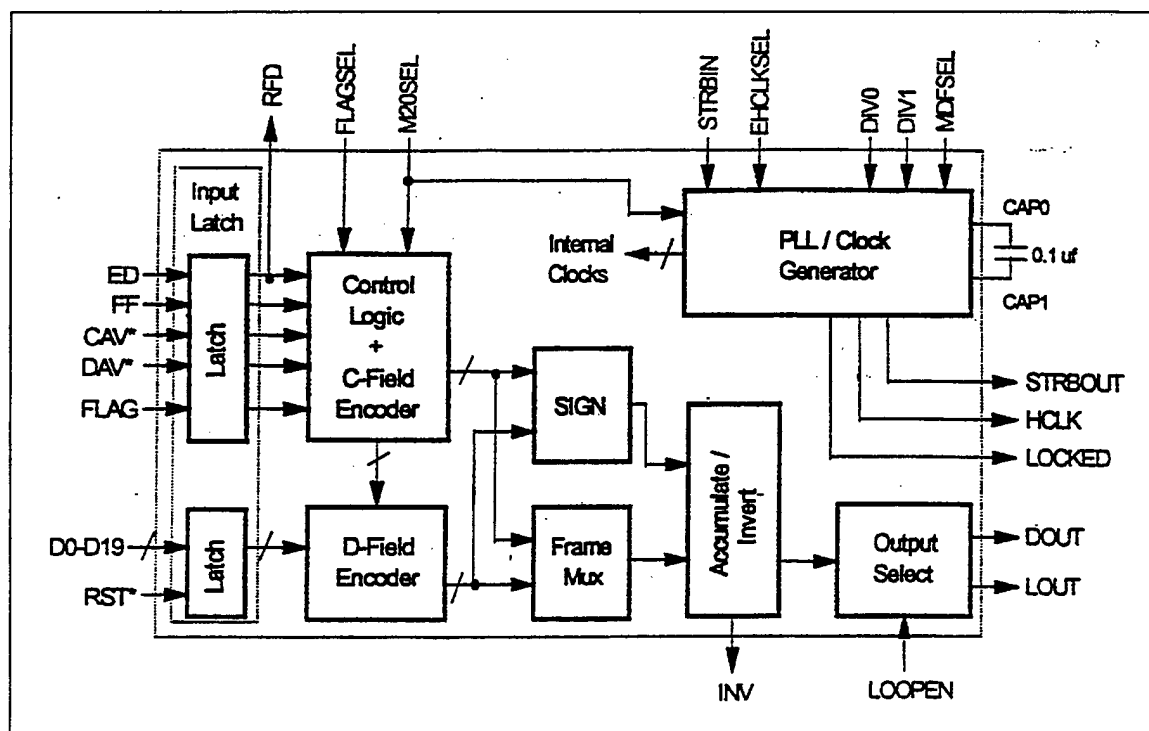 RFD
FLAGSEL
M20SEL
STRBIN
EHCLKSEL
DIV0
DIV1
MDFSEL
Input
Latch
ED
FF
CAV*
DAV*
FLAG
Latch
Control
Logic
+
C-Field
Encoder
Internal
Clocks
PLL / Clock
Generator
CAP0
0.1 uf
CAP1
STRBOUT
HCLK
LOCKED
SIGN
Accumulate /
Invert
D0-D19
RST*
Latch
D-Field
Encoder
Frame
Mux
Output
Select
DOUT
LOUT
INV
LOOPEN